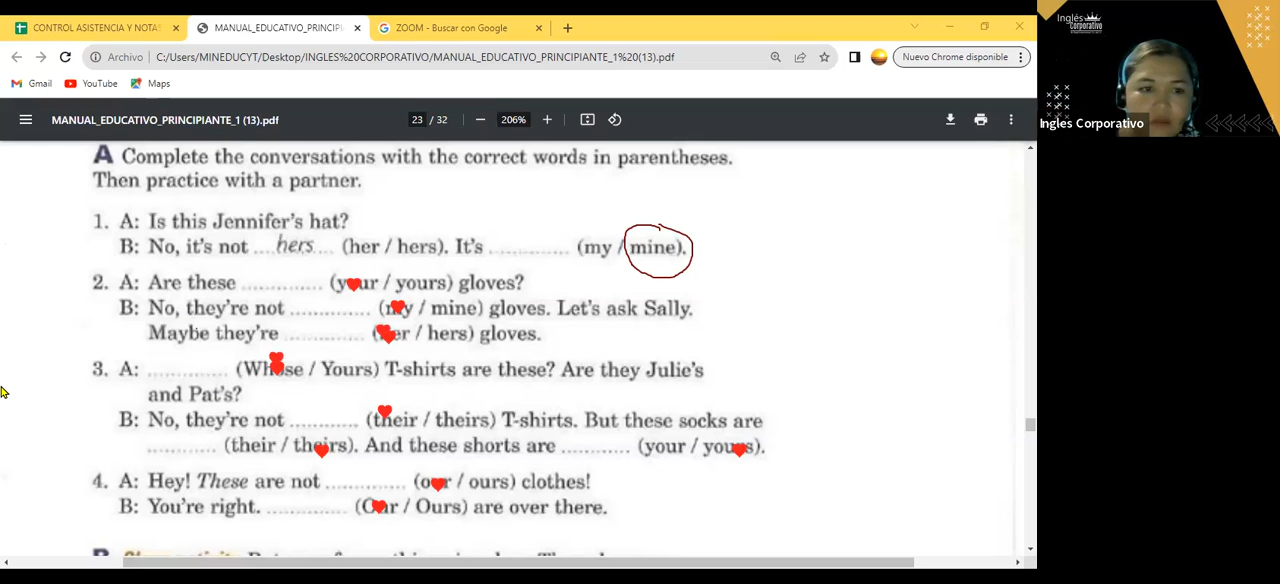 CONTROL ASISTENCIA Y NOTAS
MANUAL_EDUCATIVO_PRINCIPIANTE_1
ZOOM - Buscar con Google
Archivo
C:/Users/MINEDUCYT/Desktop/INGLES%20CORPORATIVO/MANUAL_EDUCATIVO_PRINCIPIANTE_1%20(13).pdf
Nuevo Chrome disponible
Gmail
YouTube
Maps
MANUAL_EDUCATIVO_PRINCIPIANTE_1 (13).pdf
23 / 32
206%
Inglés
Corporativo
Ingles Corporativo
A Complete the conversations with the correct words in parentheses.
Then practice with a partner.
1. A: Is this Jennifer's hat?
B: No, it's not ....hers.... (her / hers). It's ............. (my / mine).
2. A: Are these ............. (your / yours) gloves?
B: No, they're not ............. (my / mine) gloves. Let's ask Sally.
Maybe they're ............. (her / hers) gloves.
3. A: ............. (Whose / Yours) T-shirts are these? Are they Julie's
and Pat's?
B: No, they're not ............. (their / theirs) T-shirts. But these socks are
............. (their / theirs). And these shorts are ............. (your / yours).
4. A: Hey! These are not ............. (our / ours) clothes!
B: You're right. ............. (Our / Ours) are over there.